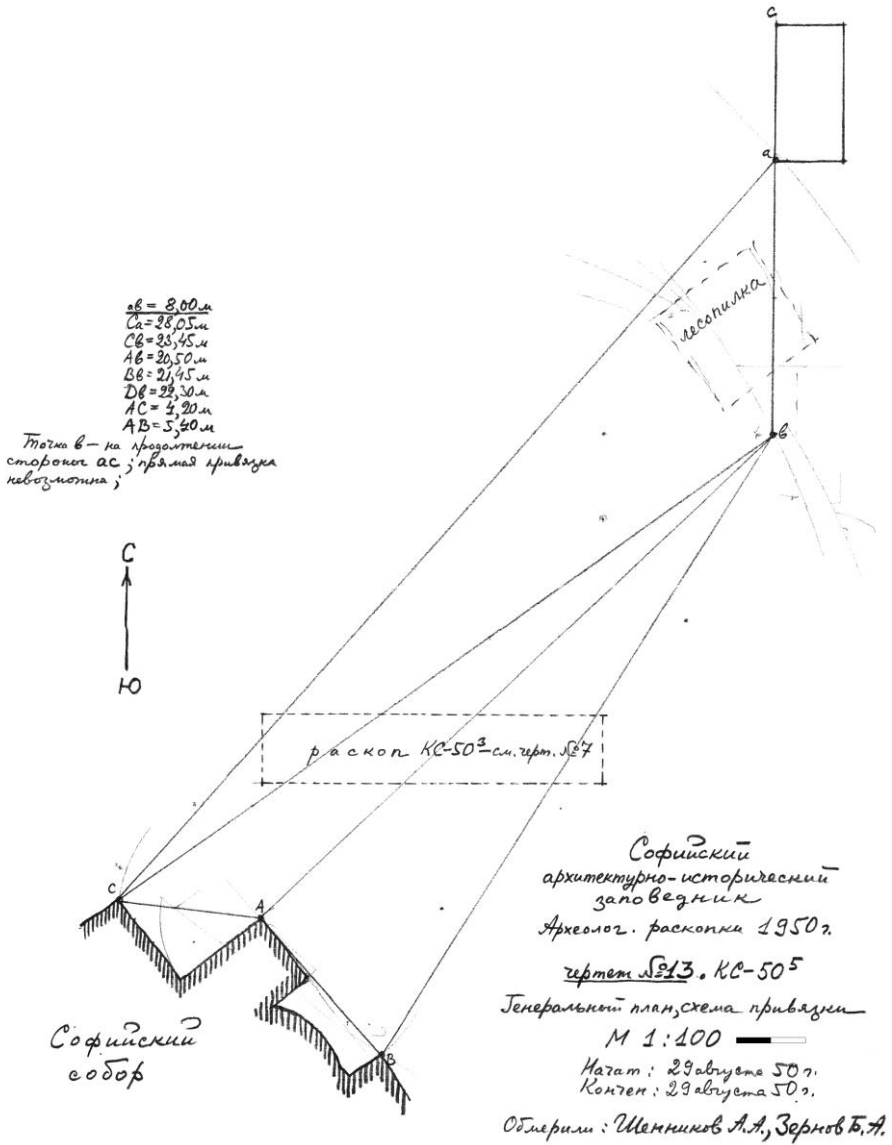 с
а
лесопилка
в
ав = 8,00 м
Са = 28,05 м
Св = 23,45 м
Ав = 20,50 м
Вв = 21,45 м
Dв = 22,30 м
АС = 4,20 м
АВ = 5,40 м
Точка в – на продолжении
стороны ас; прямая привязка
невозможна;
С
Ю
раскоп КС-50³ – см. черт. №7
С
А
В
Софийский
собор
Софийский
архитектурно-исторический
заповедник
Археолог. раскопки 1950 г.
чертеж №13. КС-50⁵
Генеральный план, схема привязки
М 1:100
Начат: 29 августа 50 г.
Кончен: 29 августа 50 г.
Обмерили: Шенников А.А., Зернов Б.А.